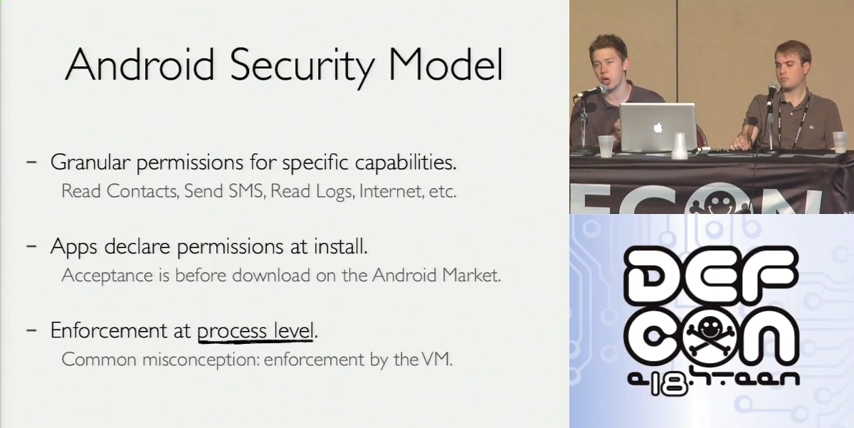 Android Security Model
– Granular permissions for specific capabilities.
Read Contacts, Send SMS, Read Logs, Internet, etc.
– Apps declare permissions at install.
Acceptance is before download on the Android Market.
– Enforcement at process level.
Common misconception: enforcement by the VM.
DEF
CON